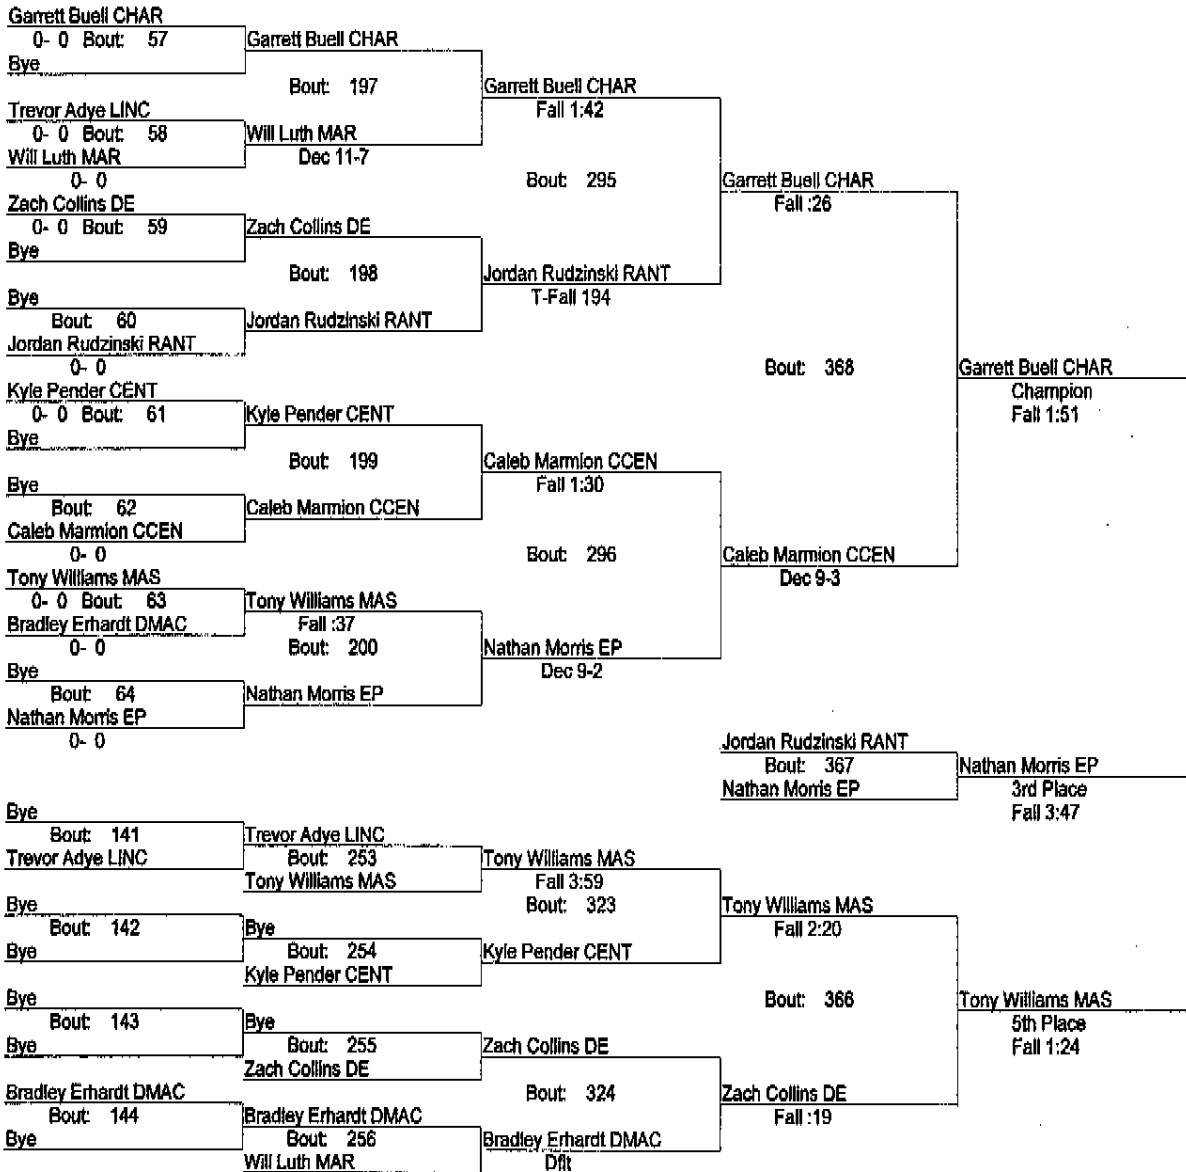 Garrett Buell CHAR
0- 0 Bout: 57
Garrett Buell CHAR
Bye
Bout: 197
Garrett Buell CHAR
Fall 1:42
Trevor Adye LINC
0- 0 Bout: 58
Will Luth MAR
Will Luth MAR
Dec 11-7
0- 0
Bout: 295
Garrett Buell CHAR
Fall :26
Zach Collins DE
0- 0 Bout: 59
Zach Collins DE
Bye
Bout: 198
Jordan Rudzinski RANT
T-Fall 194
Bye
Bout: 60
Jordan Rudzinski RANT
Jordan Rudzinski RANT
0- 0
Bout: 368
Garrett Buell CHAR
Champion
Fall 1:51
Kyle Pender CENT
0- 0 Bout: 61
Kyle Pender CENT
Bye
Bout: 199
Caleb Marmion CCEN
Fall 1:30
Bye
Bout: 62
Caleb Marmion CCEN
Caleb Marmion CCEN
0- 0
Bout: 296
Caleb Marmion CCEN
Dec 9-3
Tony Williams MAS
0- 0 Bout: 63
Tony Williams MAS
Fall :37
Bradley Erhardt DMAC
0- 0
Bout: 200
Nathan Morris EP
Dec 9-2
Bye
Bout: 64
Nathan Morris EP
Nathan Morris EP
0- 0
Jordan Rudzinski RANT
Bout: 367
Nathan Morris EP
Nathan Morris EP
3rd Place
Fall 3:47
Bye
Bout: 141
Trevor Adye LINC
Trevor Adye LINC
Bout: 253
Tony Williams MAS
Tony Williams MAS
Fall 3:59
Bout: 323
Tony Williams MAS
Fall 2:20
Bye
Bout: 142
Bye
Bye
Bout: 254
Kyle Pender CENT
Kyle Pender CENT
Bout: 366
Tony Williams MAS
5th Place
Fall 1:24
Bye
Bout: 143
Bye
Bye
Bout: 255
Zach Collins DE
Zach Collins DE
Bout: 324
Zach Collins DE
Fall :19
Bradley Erhardt DMAC
Bout: 144
Bye
Bradley Erhardt DMAC
Bout: 256
Will Luth MAR
Bradley Erhardt DMAC
Dflt